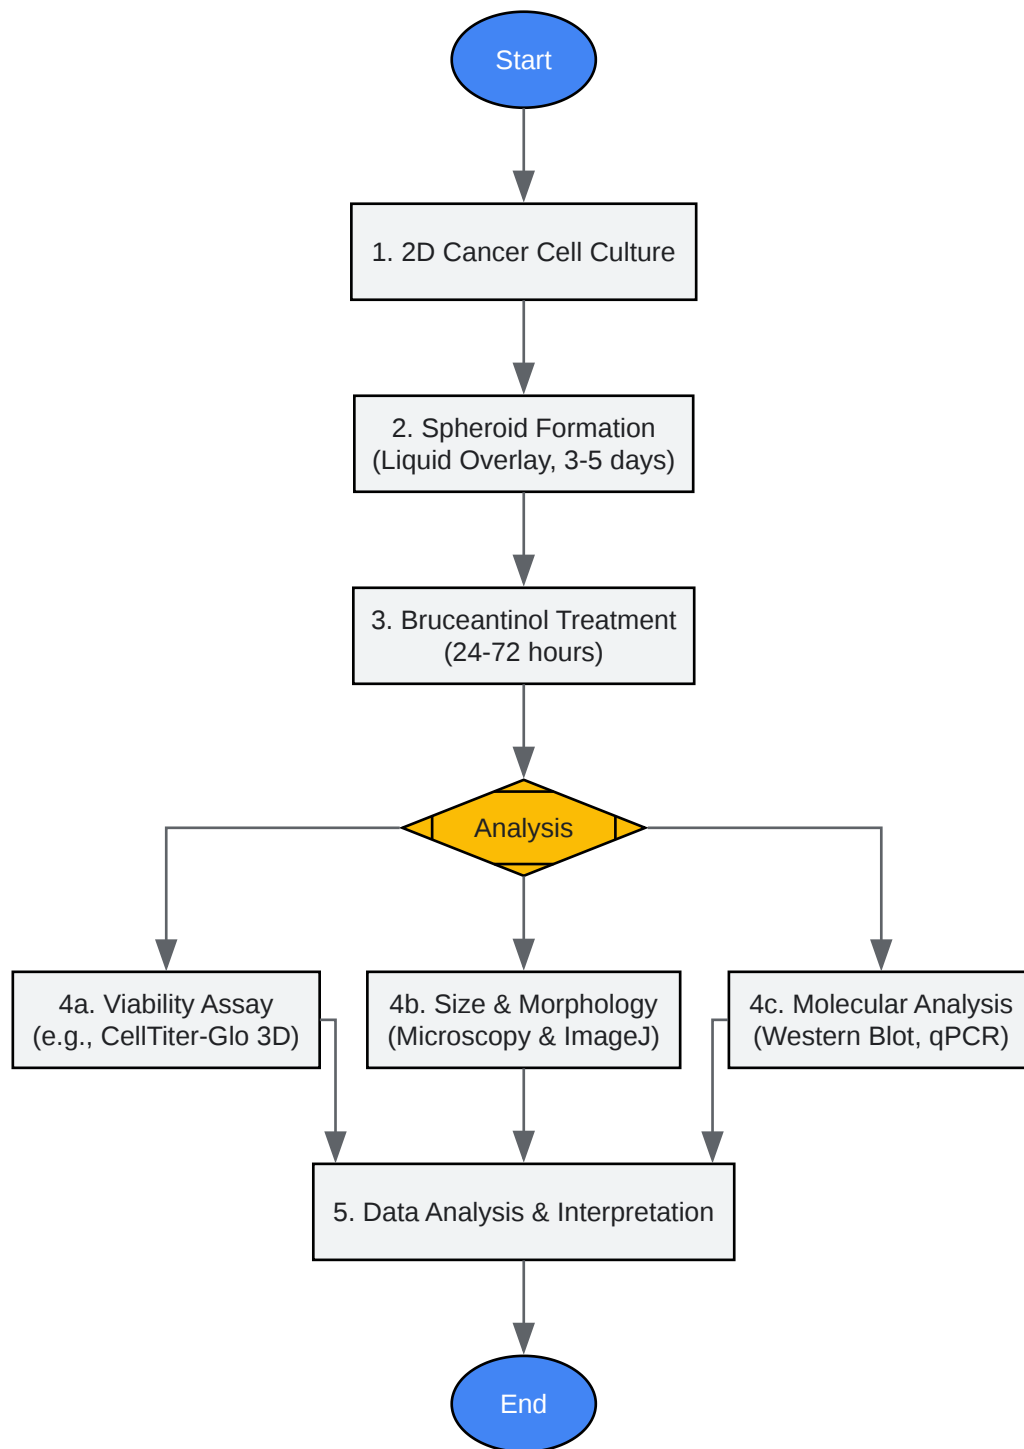 Start
1. 2D Cancer Cell Culture
2. Spheroid Formation
(Liquid Overlay, 3-5 days)
3. Bruceantinol Treatment
(24-72 hours)
Analysis
4a. Viability Assay
(e.g., CellTiter-Glo 3D)
4b. Size & Morphology
(Microscopy & ImageJ)
4c. Molecular Analysis
(Western Blot, qPCR)
5. Data Analysis & Interpretation
End